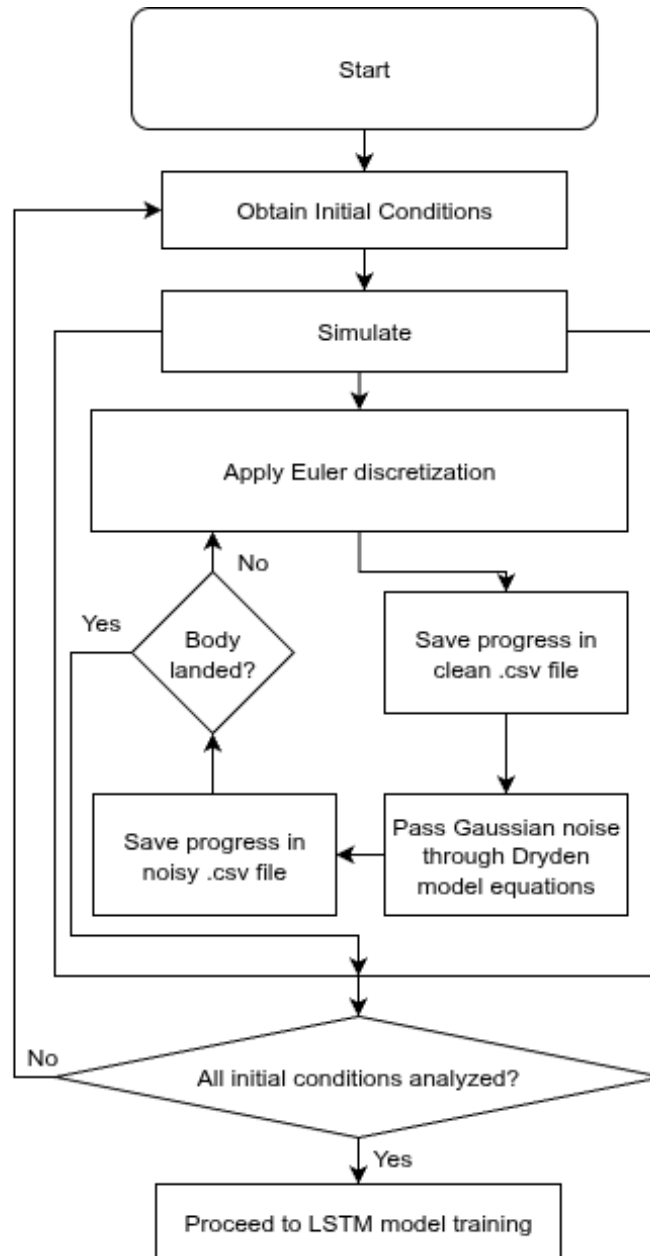 Start
Obtain Initial Conditions
Simulate
Apply Euler discretization
No
Yes
Body
landed?
Save progress in
clean .csv file
Save progress in
noisy .csv file
Pass Gaussian noise
through Dryden
model equations
No
All initial conditions analyzed?
Yes
Proceed to LSTM model training